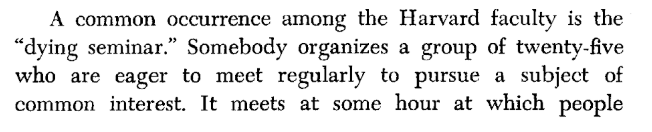 A common occurrence among the Harvard faculty is the
“dying seminar.” Somebody organizes a group of twenty-five
who are eager to meet regularly to pursue a subject of
common interest. It meets at some hour at which people